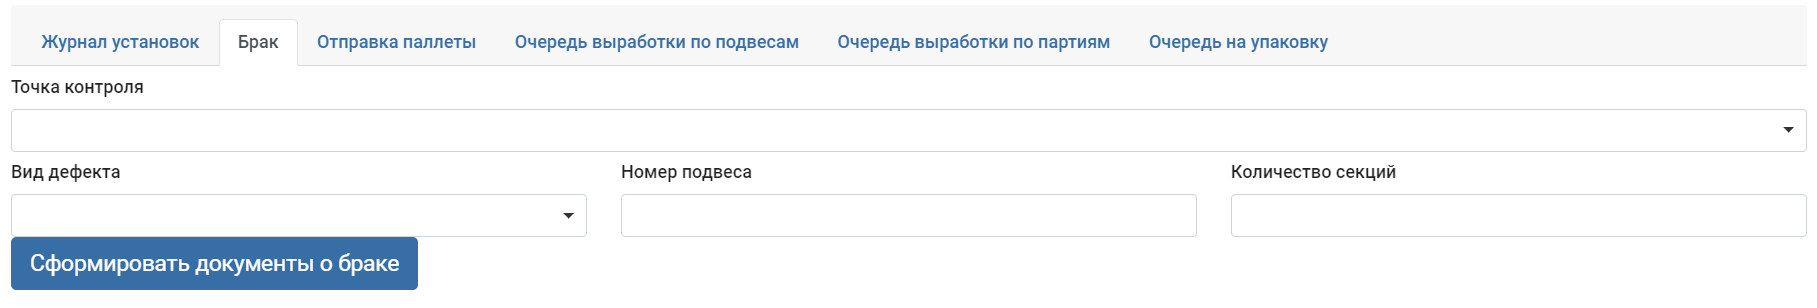 Журнал установок Брак Отправка паллеты Очередь выработки по подвесам Очередь выработки по партиям Очередь на упаковку
Точка контроля
Вид дефекта Номер подвеса Количество секций
Сформировать документы о браке